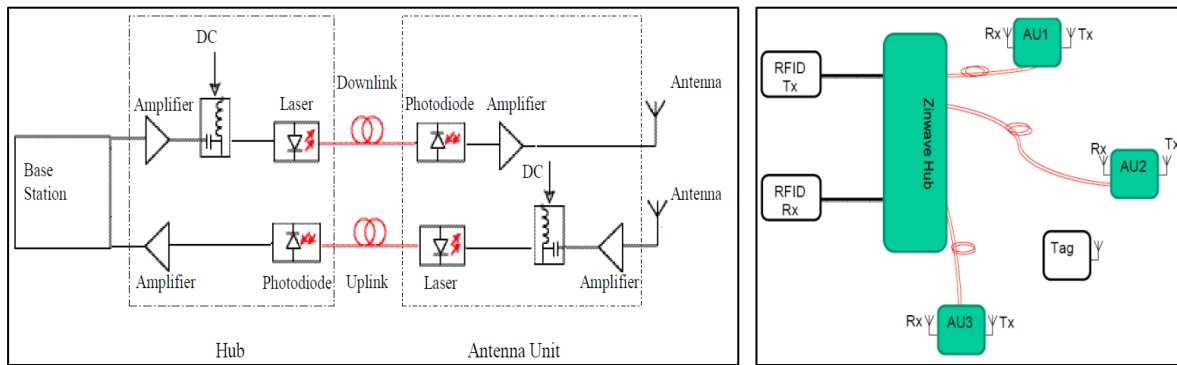 DC
Amplifier
Laser
Downlink
Photodiode
Amplifier
Antenna
Base
Station
DC
Antenna
Amplifier
Photodiode
Uplink
Laser
Amplifier
Hub
Antenna Unit
RFID
Tx
RFID
Rx
Zinwave Hub
Rx
AU1
Tx
Rx
AU2
Tx
Tag
Rx
AU3
Tx